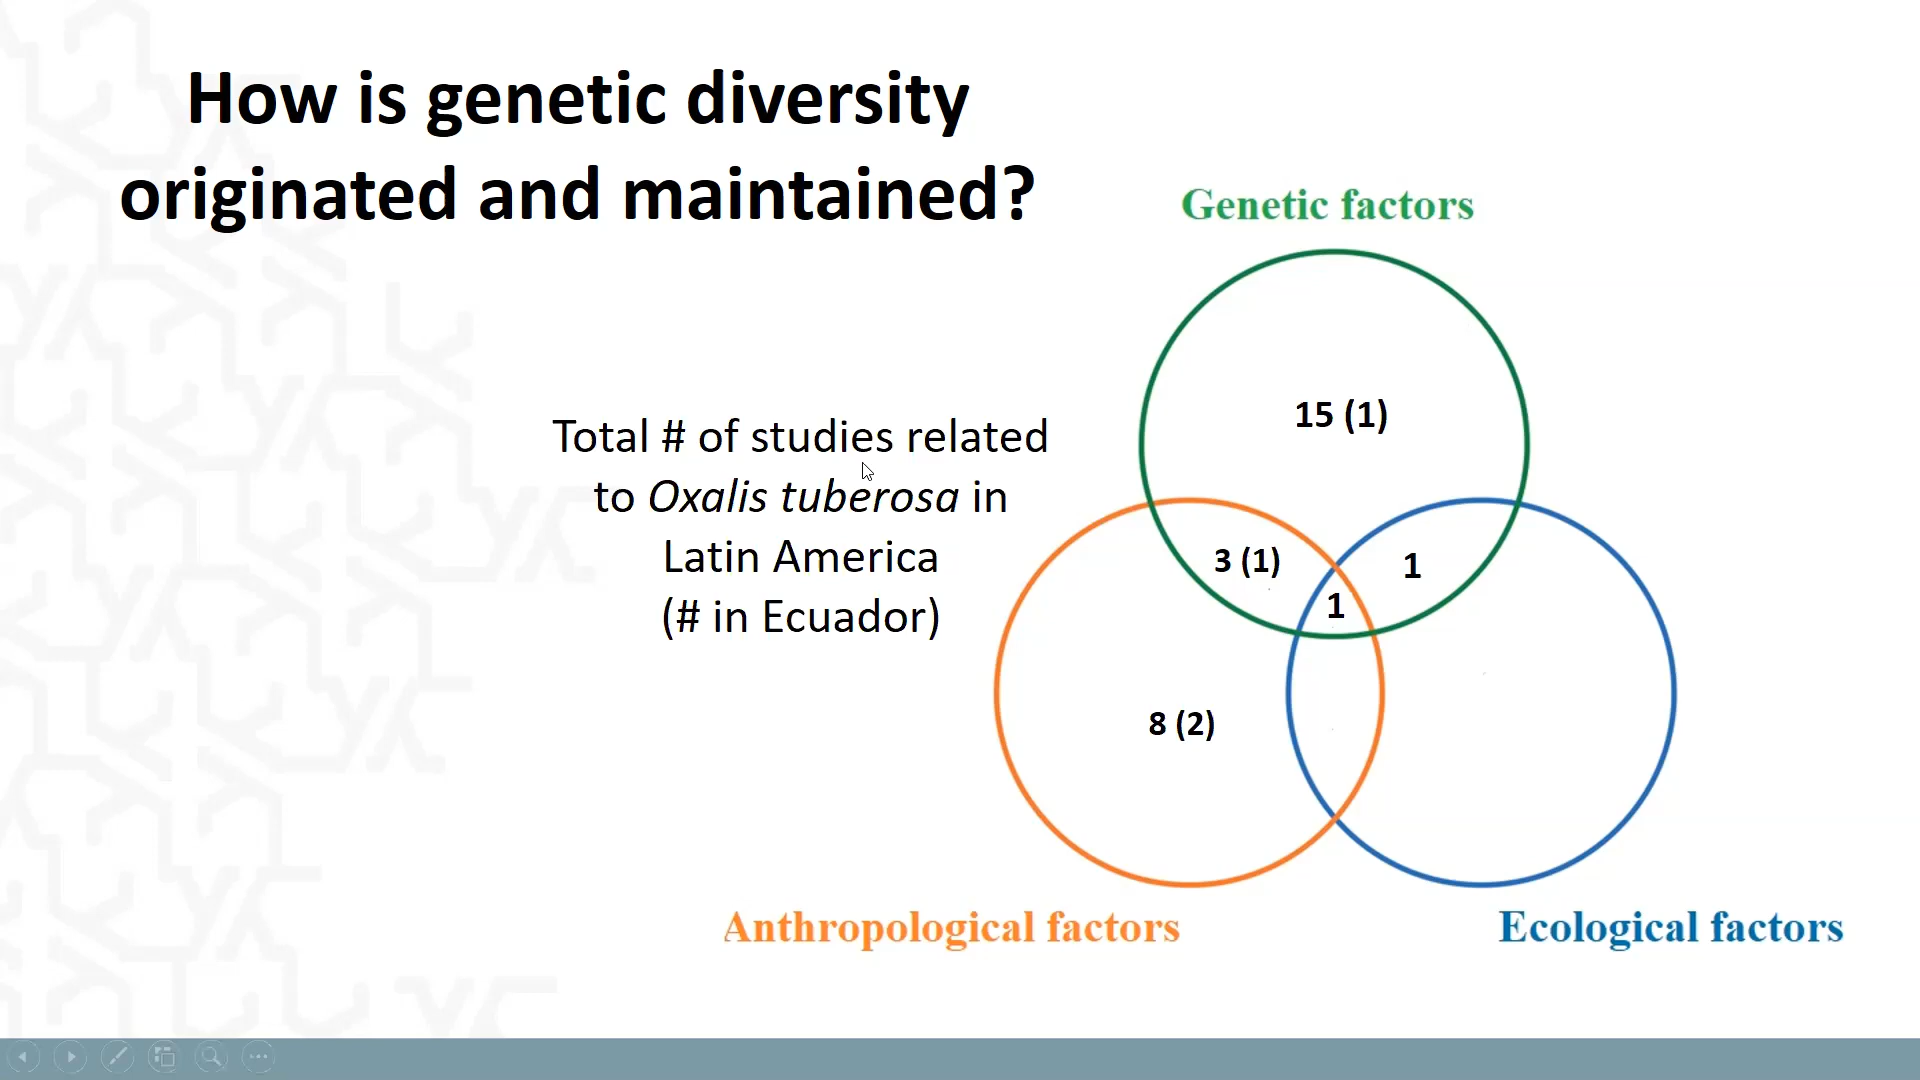 How is genetic diversity
originated and maintained?
Genetic factors
15 (1)
Total # of studies related
to Oxalis tuberosa in
Latin America
(# in Ecuador)
3 (1)
1
1
8 (2)
Anthropological factors
Ecological factors